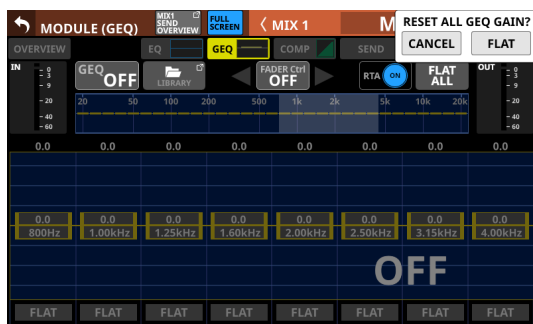 MODULE (GEQ)
MIX1
SEND
OVERVIEW
FULL
SCREEN
MIX 1
M
RESET ALL GEQ GAIN?
CANCEL
FLAT
OVERVIEW
EQ
GEQ
COMP
SEND
IN
0
3
9
20
40
60
GEQ
OFF
LIBRARY
FADER Ctrl
OFF
RTA
ON
FLAT
ALL
OUT
0
3
9
20
40
60
20 50 100 200 500 1k 2k 5k 10k 20k
0.0 0.0 0.0 0.0 0.0 0.0 0.0 0.0
0.0 0.0 0.0 0.0 0.0 0.0 0.0 0.0
800Hz 1.00kHz 1.25kHz 1.60kHz 2.00kHz 2.50kHz 3.15kHz 4.00kHz
OFF
FLAT FLAT FLAT FLAT FLAT FLAT FLAT FLAT